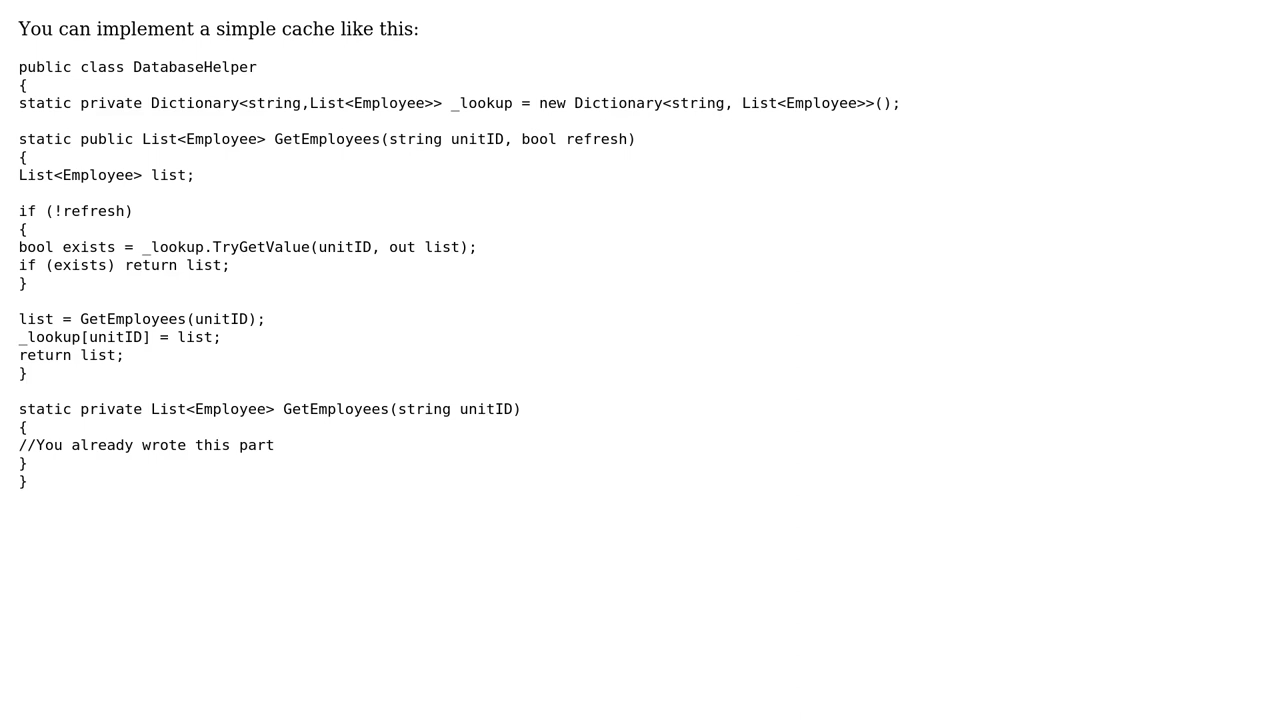 You can implement a simple cache like this:
public class DatabaseHelper
{
static private Dictionary<string,List<Employee>> _lookup = new Dictionary<string, List<Employee>>();
static public List<Employee> GetEmployees(string unitID, bool refresh)
{
List<Employee> list;
if (!refresh)
{
bool exists = _lookup.TryGetValue(unitID, out list);
if (exists) return list;
}
list = GetEmployees(unitID);
_lookup[unitID] = list;
return list;
}
static private List<Employee> GetEmployees(string unitID)
{
//You already wrote this part
}
}